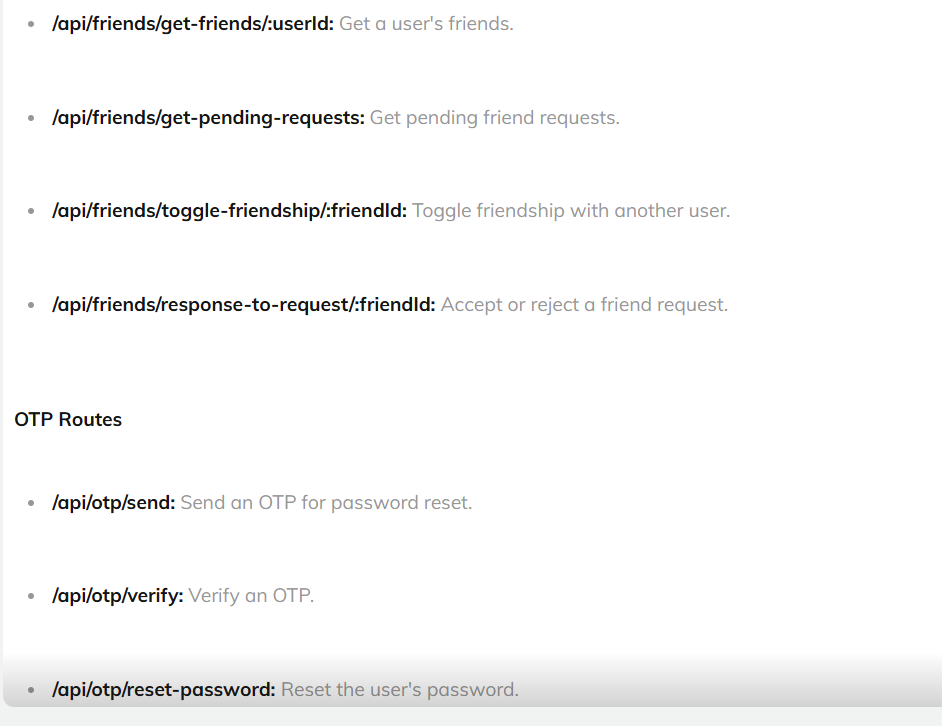 /api/friends/get-friends/:userId: Get a user's friends.
/api/friends/get-pending-requests: Get pending friend requests.
/api/friends/toggle-friendship/:friendId: Toggle friendship with another user.
/api/friends/response-to-request/:friendId: Accept or reject a friend request.
OTP Routes
/api/otp/send: Send an OTP for password reset.
/api/otp/verify: Verify an OTP.
/api/otp/reset-password: Reset the user's password.